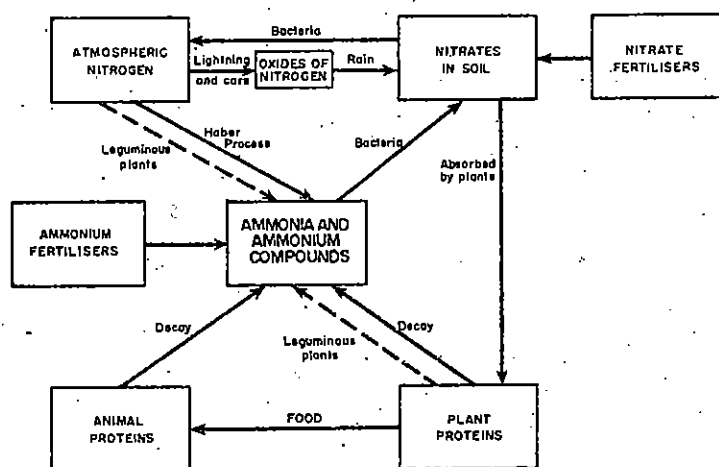 Bacteria
ATMOSPHERIC
NITROGEN
Lightning
and cars
OXIDES OF
NITROGEN
Rain
NITRATES
IN SOIL
NITRATE
FERTILISERS
Haber
Process
Leguminous
plants
Bacteria
Absorbed
by plants
AMMONIUM
FERTILISERS
AMMONIA AND
AMMONIUM
COMPOUNDS
Decay
Leguminous
plants
Decay
ANIMAL
PROTEINS
FOOD
PLANT
PROTEINS